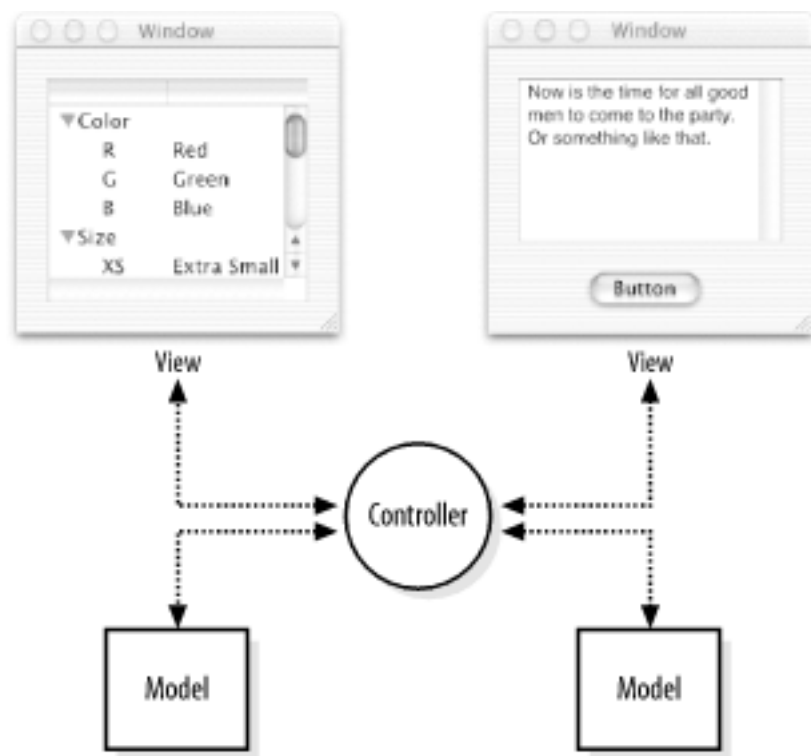 Window
Color
R Red
G Green
B Blue
Size
XS Extra Small
View
Window
Now is the time for all good
men to come to the party.
Or something like that.
Button
View
Controller
Model
Model